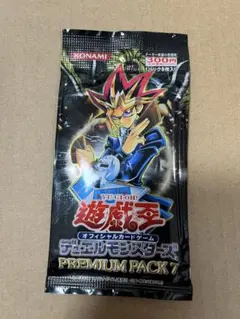 KONAMI
300円
YU-GI-OH!
遊戯王
オフィシャルカードゲーム
デュエルモンスターズ
PREMIUM PACK 7